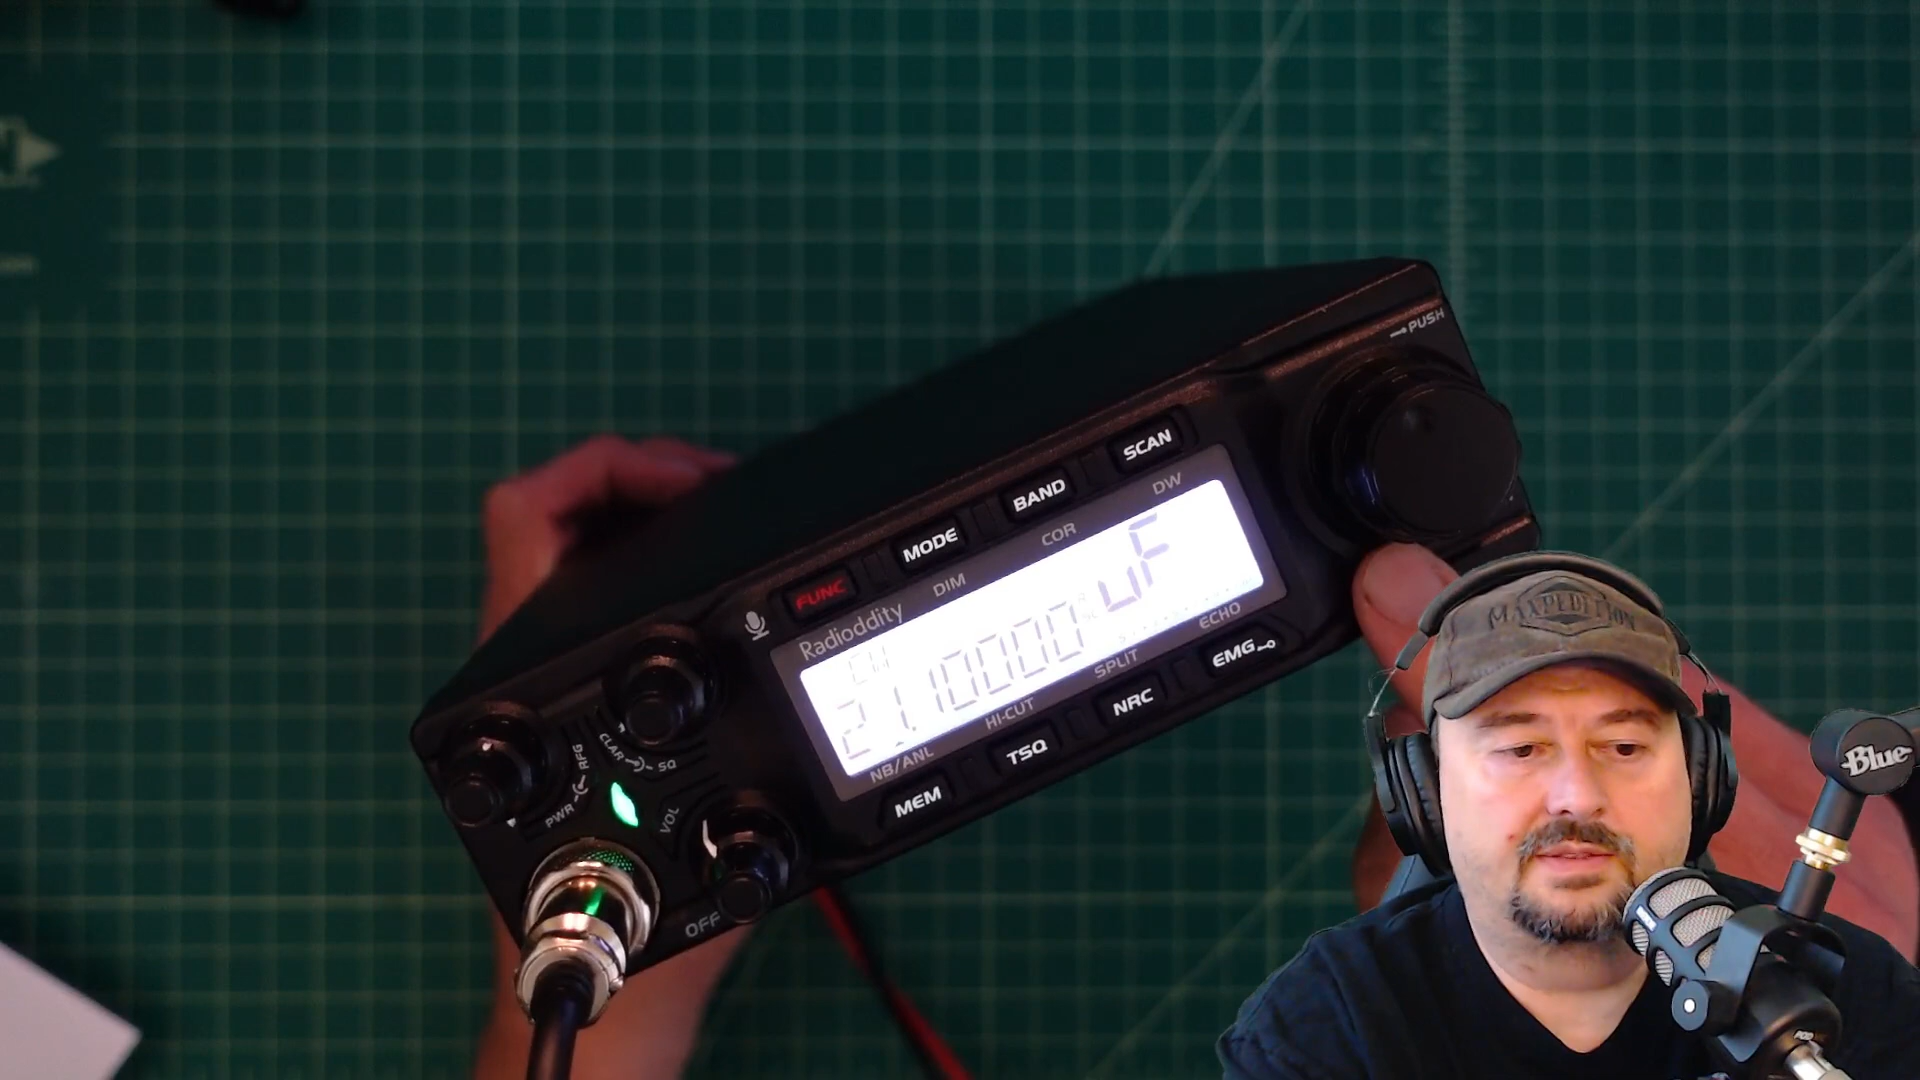 PUSH
SCAN
BAND
MODE
FUNC
DW
COR
DIM
Radioddity
uF
21.10000
ECHO
SPLIT
HI-CUT
NB/ANL
EMG
NRC
TSQ
MEM
CLAR
SQ
RFG
PWR
VOL
OFF
MAXPEDITION
Blue